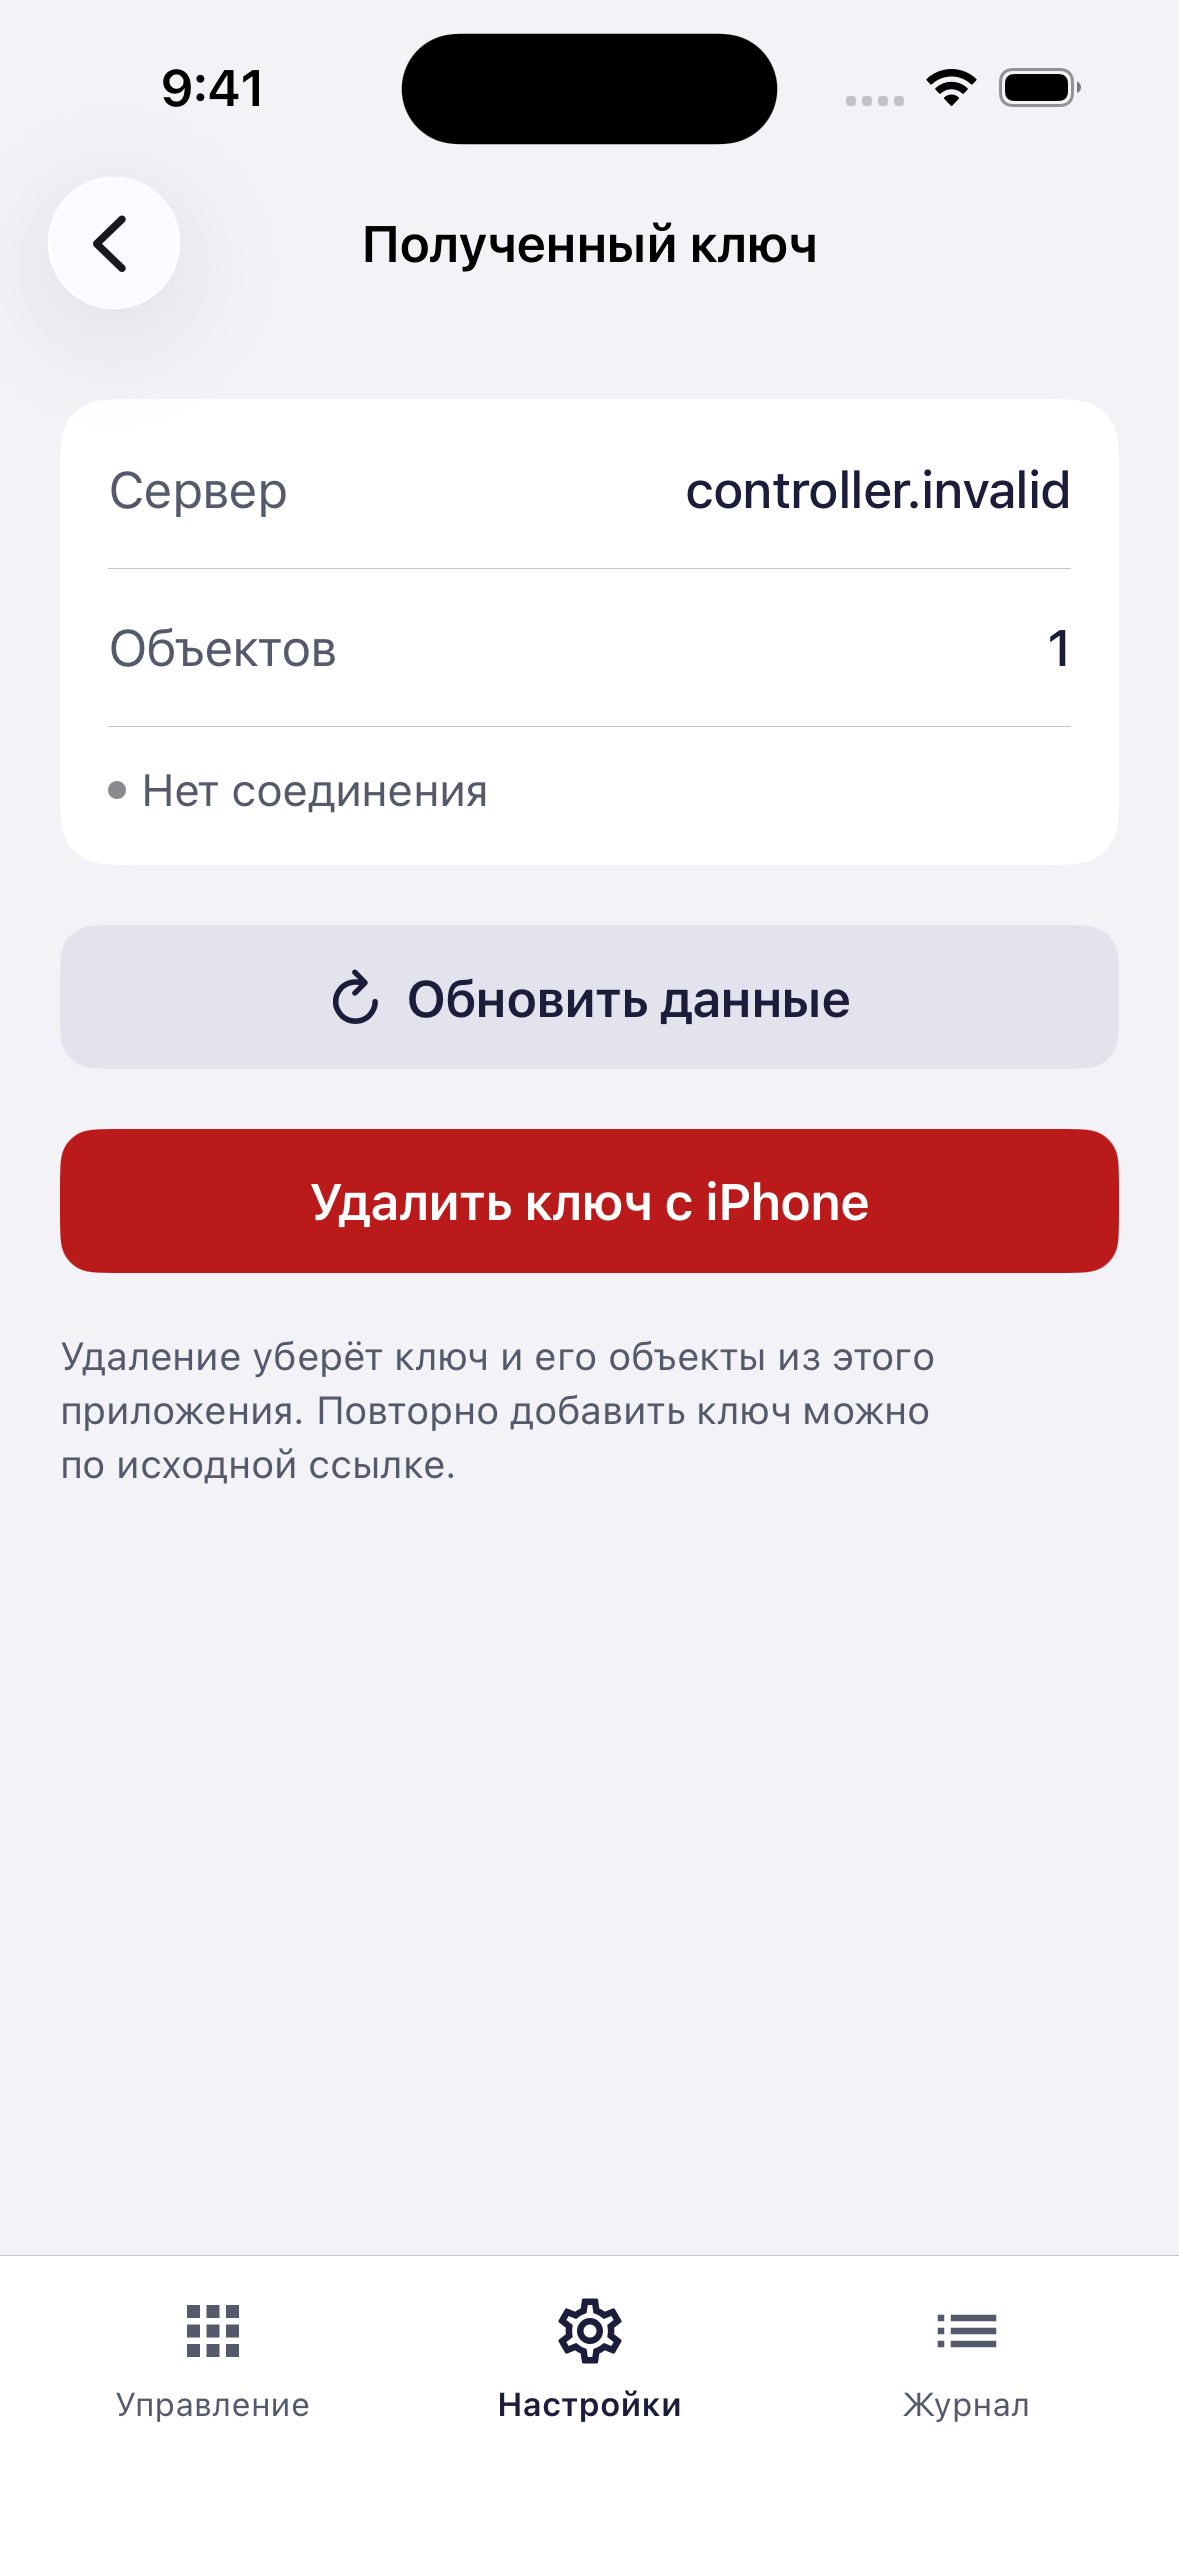 9:41
Полученный ключ
Сервер controller.invalid
Объектов 1
Нет соединения
Обновить данные
Удалить ключ с iPhone
Удаление уберёт ключ и его объекты из этого
приложения. Повторно добавить ключ можно
по исходной ссылке.
Управление Настройки Журнал